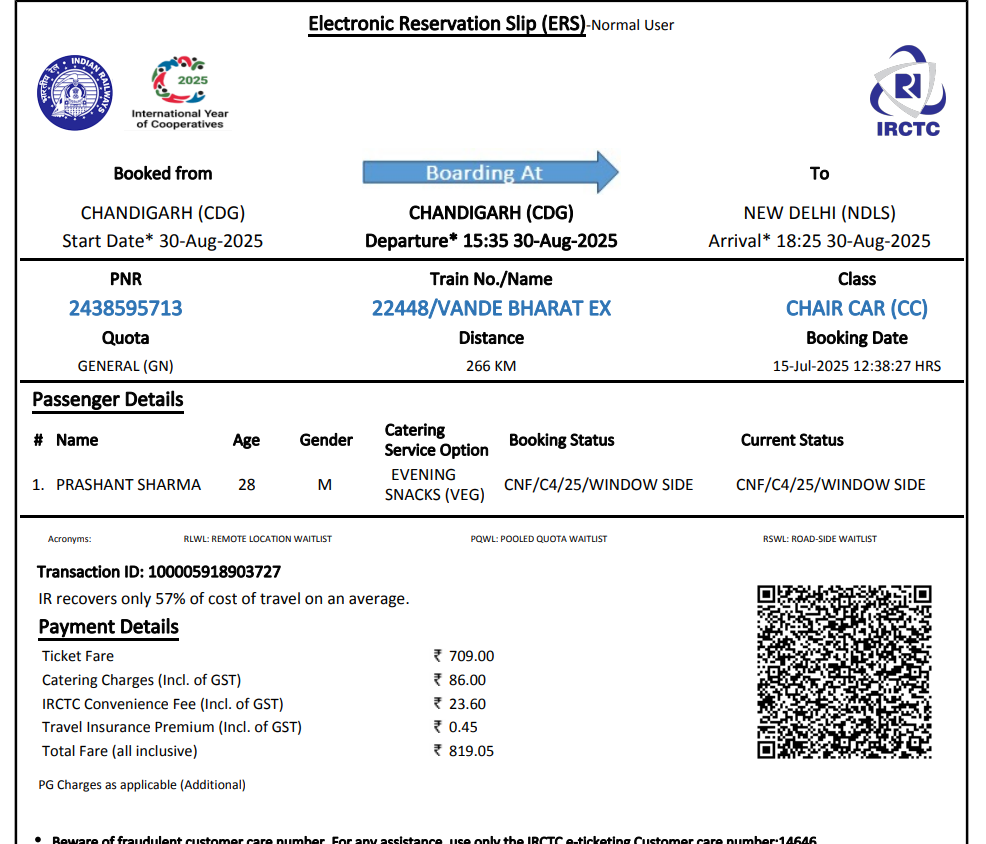 Electronic Reservation Slip (ERS)-Normal User
INDIAN RAILWAYS
भारतीय रेल
2025
International Year
of Cooperatives
IRCTC
Booked from
Boarding At
To
CHANDIGARH (CDG)
CHANDIGARH (CDG)
NEW DELHI (NDLS)
Start Date* 30-Aug-2025
Departure* 15:35 30-Aug-2025
Arrival* 18:25 30-Aug-2025
PNR
Train No./Name
Class
2438595713
22448/VANDE BHARAT EX
CHAIR CAR (CC)
Quota
Distance
Booking Date
GENERAL (GN)
266 KM
15-Jul-2025 12:38:27 HRS
Passenger Details
# Name Age Gender Catering Service Option Booking Status Current Status
1. PRASHANT SHARMA 28 M EVENING SNACKS (VEG) CNF/C4/25/WINDOW SIDE CNF/C4/25/WINDOW SIDE
Acronyms: RLWL: REMOTE LOCATION WAITLIST PQWL: POOLED QUOTA WAITLIST RSWL: ROAD-SIDE WAITLIST
Transaction ID: 100005918903727
IR recovers only 57% of cost of travel on an average.
Payment Details
Ticket Fare ₹ 709.00
Catering Charges (Incl. of GST) ₹ 86.00
IRCTC Convenience Fee (Incl. of GST) ₹ 23.60
Travel Insurance Premium (Incl. of GST) ₹ 0.45
Total Fare (all inclusive) ₹ 819.05
PG Charges as applicable (Additional)
• Beware of fraudulent customer care number. For any assistance, use only the IRCTC e-ticketing Customer care number:14646.